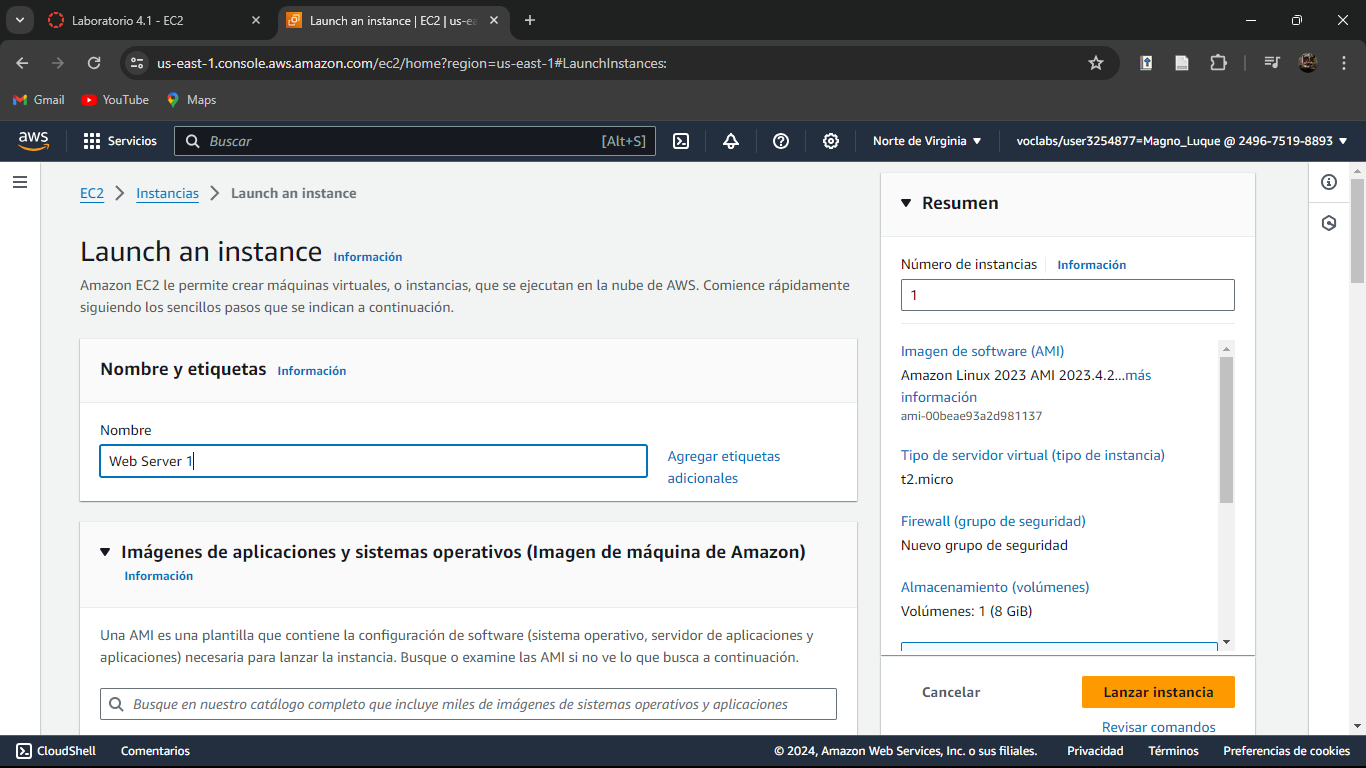 Laboratorio 4.1 - EC2
Launch an instance | EC2 | us-ea
us-east-1.console.aws.amazon.com/ec2/home?region=us-east-1#LaunchInstances:
Gmail
YouTube
Maps
aws
Servicios
Buscar
[Alt+S]
Norte de Virginia
voclabs/user3254877=Magno_Luque @ 2496-7519-8893
EC2
Instancias
Launch an instance
Launch an instance
Información
Amazon EC2 le permite crear máquinas virtuales, o instancias, que se ejecutan en la nube de AWS. Comience rápidamente
siguiendo los sencillos pasos que se indican a continuación.
Nombre y etiquetas
Información
Nombre
Web Server 1
Agregar etiquetas
adicionales
Imágenes de aplicaciones y sistemas operativos (Imagen de máquina de Amazon)
Información
Una AMI es una plantilla que contiene la configuración de software (sistema operativo, servidor de aplicaciones y
aplicaciones) necesaria para lanzar la instancia. Busque o examine las AMI si no ve lo que busca a continuación.
Busque en nuestro catálogo completo que incluye miles de imágenes de sistemas operativos y aplicaciones
Resumen
Número de instancias
Información
1
Imagen de software (AMI)
Amazon Linux 2023 AMI 2023.4.2...más
información
ami-00beae93a2d981137
Tipo de servidor virtual (tipo de instancia)
t2.micro
Firewall (grupo de seguridad)
Nuevo grupo de seguridad
Almacenamiento (volúmenes)
Volúmenes: 1 (8 GiB)
Cancelar
Lanzar instancia
Revisar comandos
CloudShell
Comentarios
© 2024, Amazon Web Services, Inc. o sus filiales.
Privacidad
Términos
Preferencias de cookies